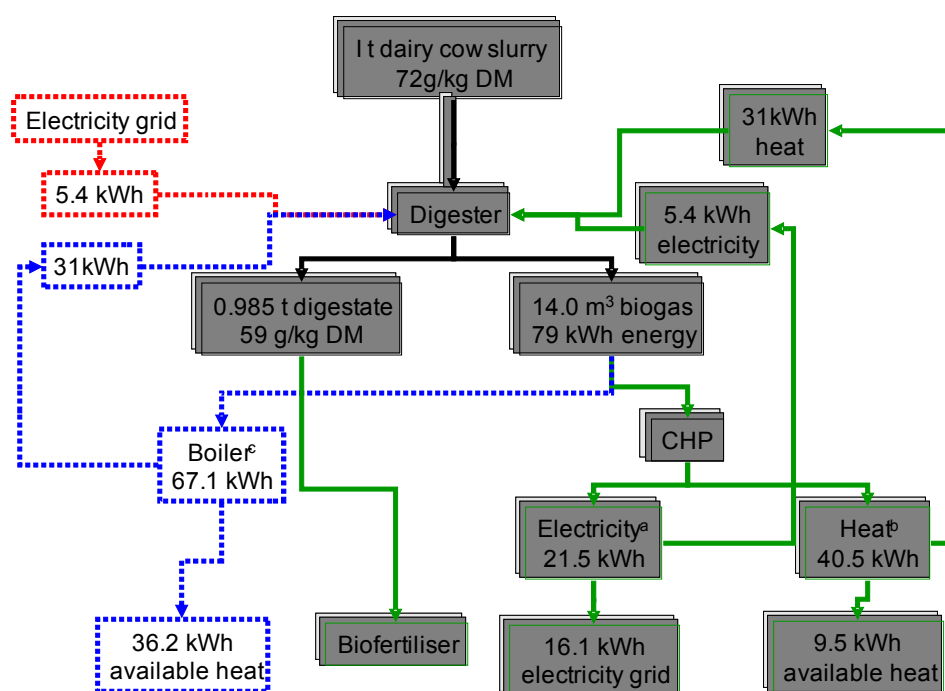 I t dairy cow slurry
72g/kg DM
Electricity grid
31kWh
heat
5.4 kWh
Digester
5.4 kWh
electricity
31kWh
0.985 t digestate
59 g/kg DM
14.0 m³ biogas
79 kWh energy
CHP
Boilerᶜ
67.1 kWh
Electricityᵃ
21.5 kWh
Heatᵇ
40.5 kWh
36.2 kWh
available heat
Biofertiliser
16.1 kWh
electricity grid
9.5 kWh
available heat